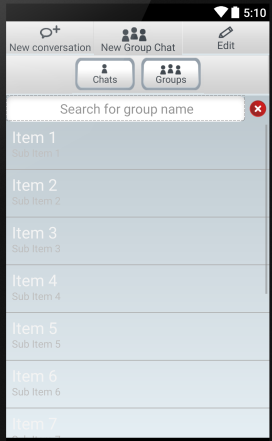 5:10
New conversation New Group Chat Edit
Chats Groups
Search for group name
Item 1
Sub Item 1
Item 2
Sub Item 2
Item 3
Sub Item 3
Item 4
Sub Item 4
Item 5
Sub Item 5
Item 6
Sub Item 6
Item 7